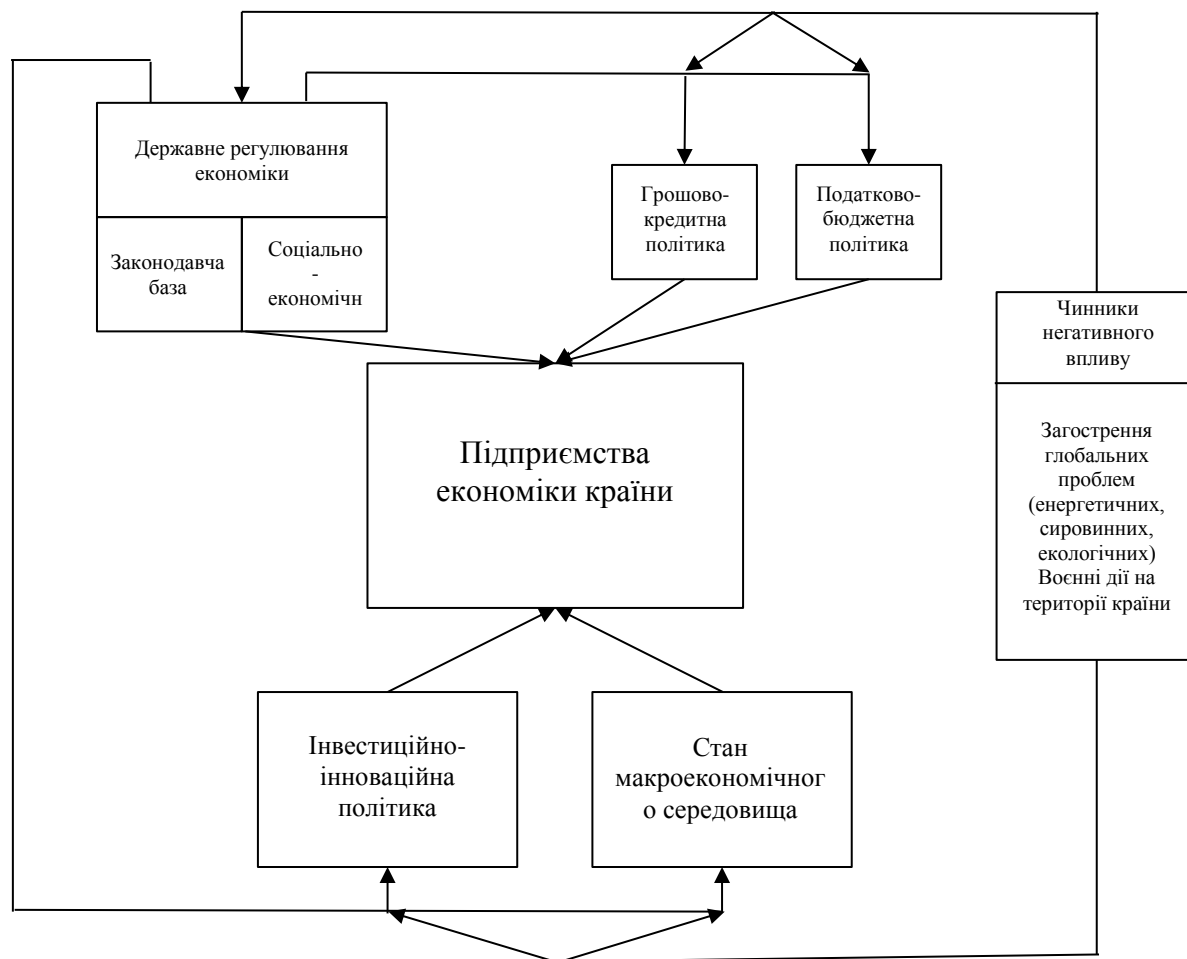 Державне регулювання
економіки
Законодавча
база
Соціально
-
економічн
Грошово-
кредитна
політика
Податково-
бюджетна
політика
Чинники
негативного
впливу
Загострення
глобальних
проблем
(енергетичних,
сировинних,
екологічних)
Воєнні дії на
території країни
Підприємства
економіки країни
Інвестиційно-
інноваційна
політика
Стан
макроекономічног
о середовища